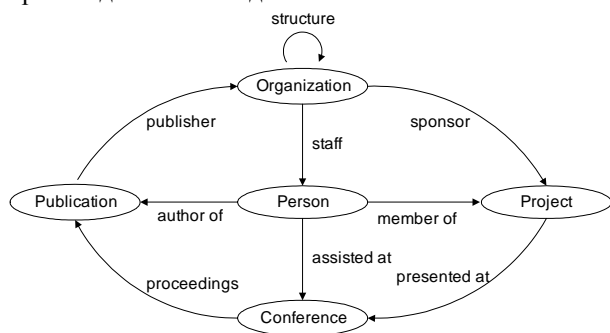 structure
Organization
publisher
sponsor
staff
Publication
Person
Project
author of
member of
assisted at
proceedings
presented at
Conference